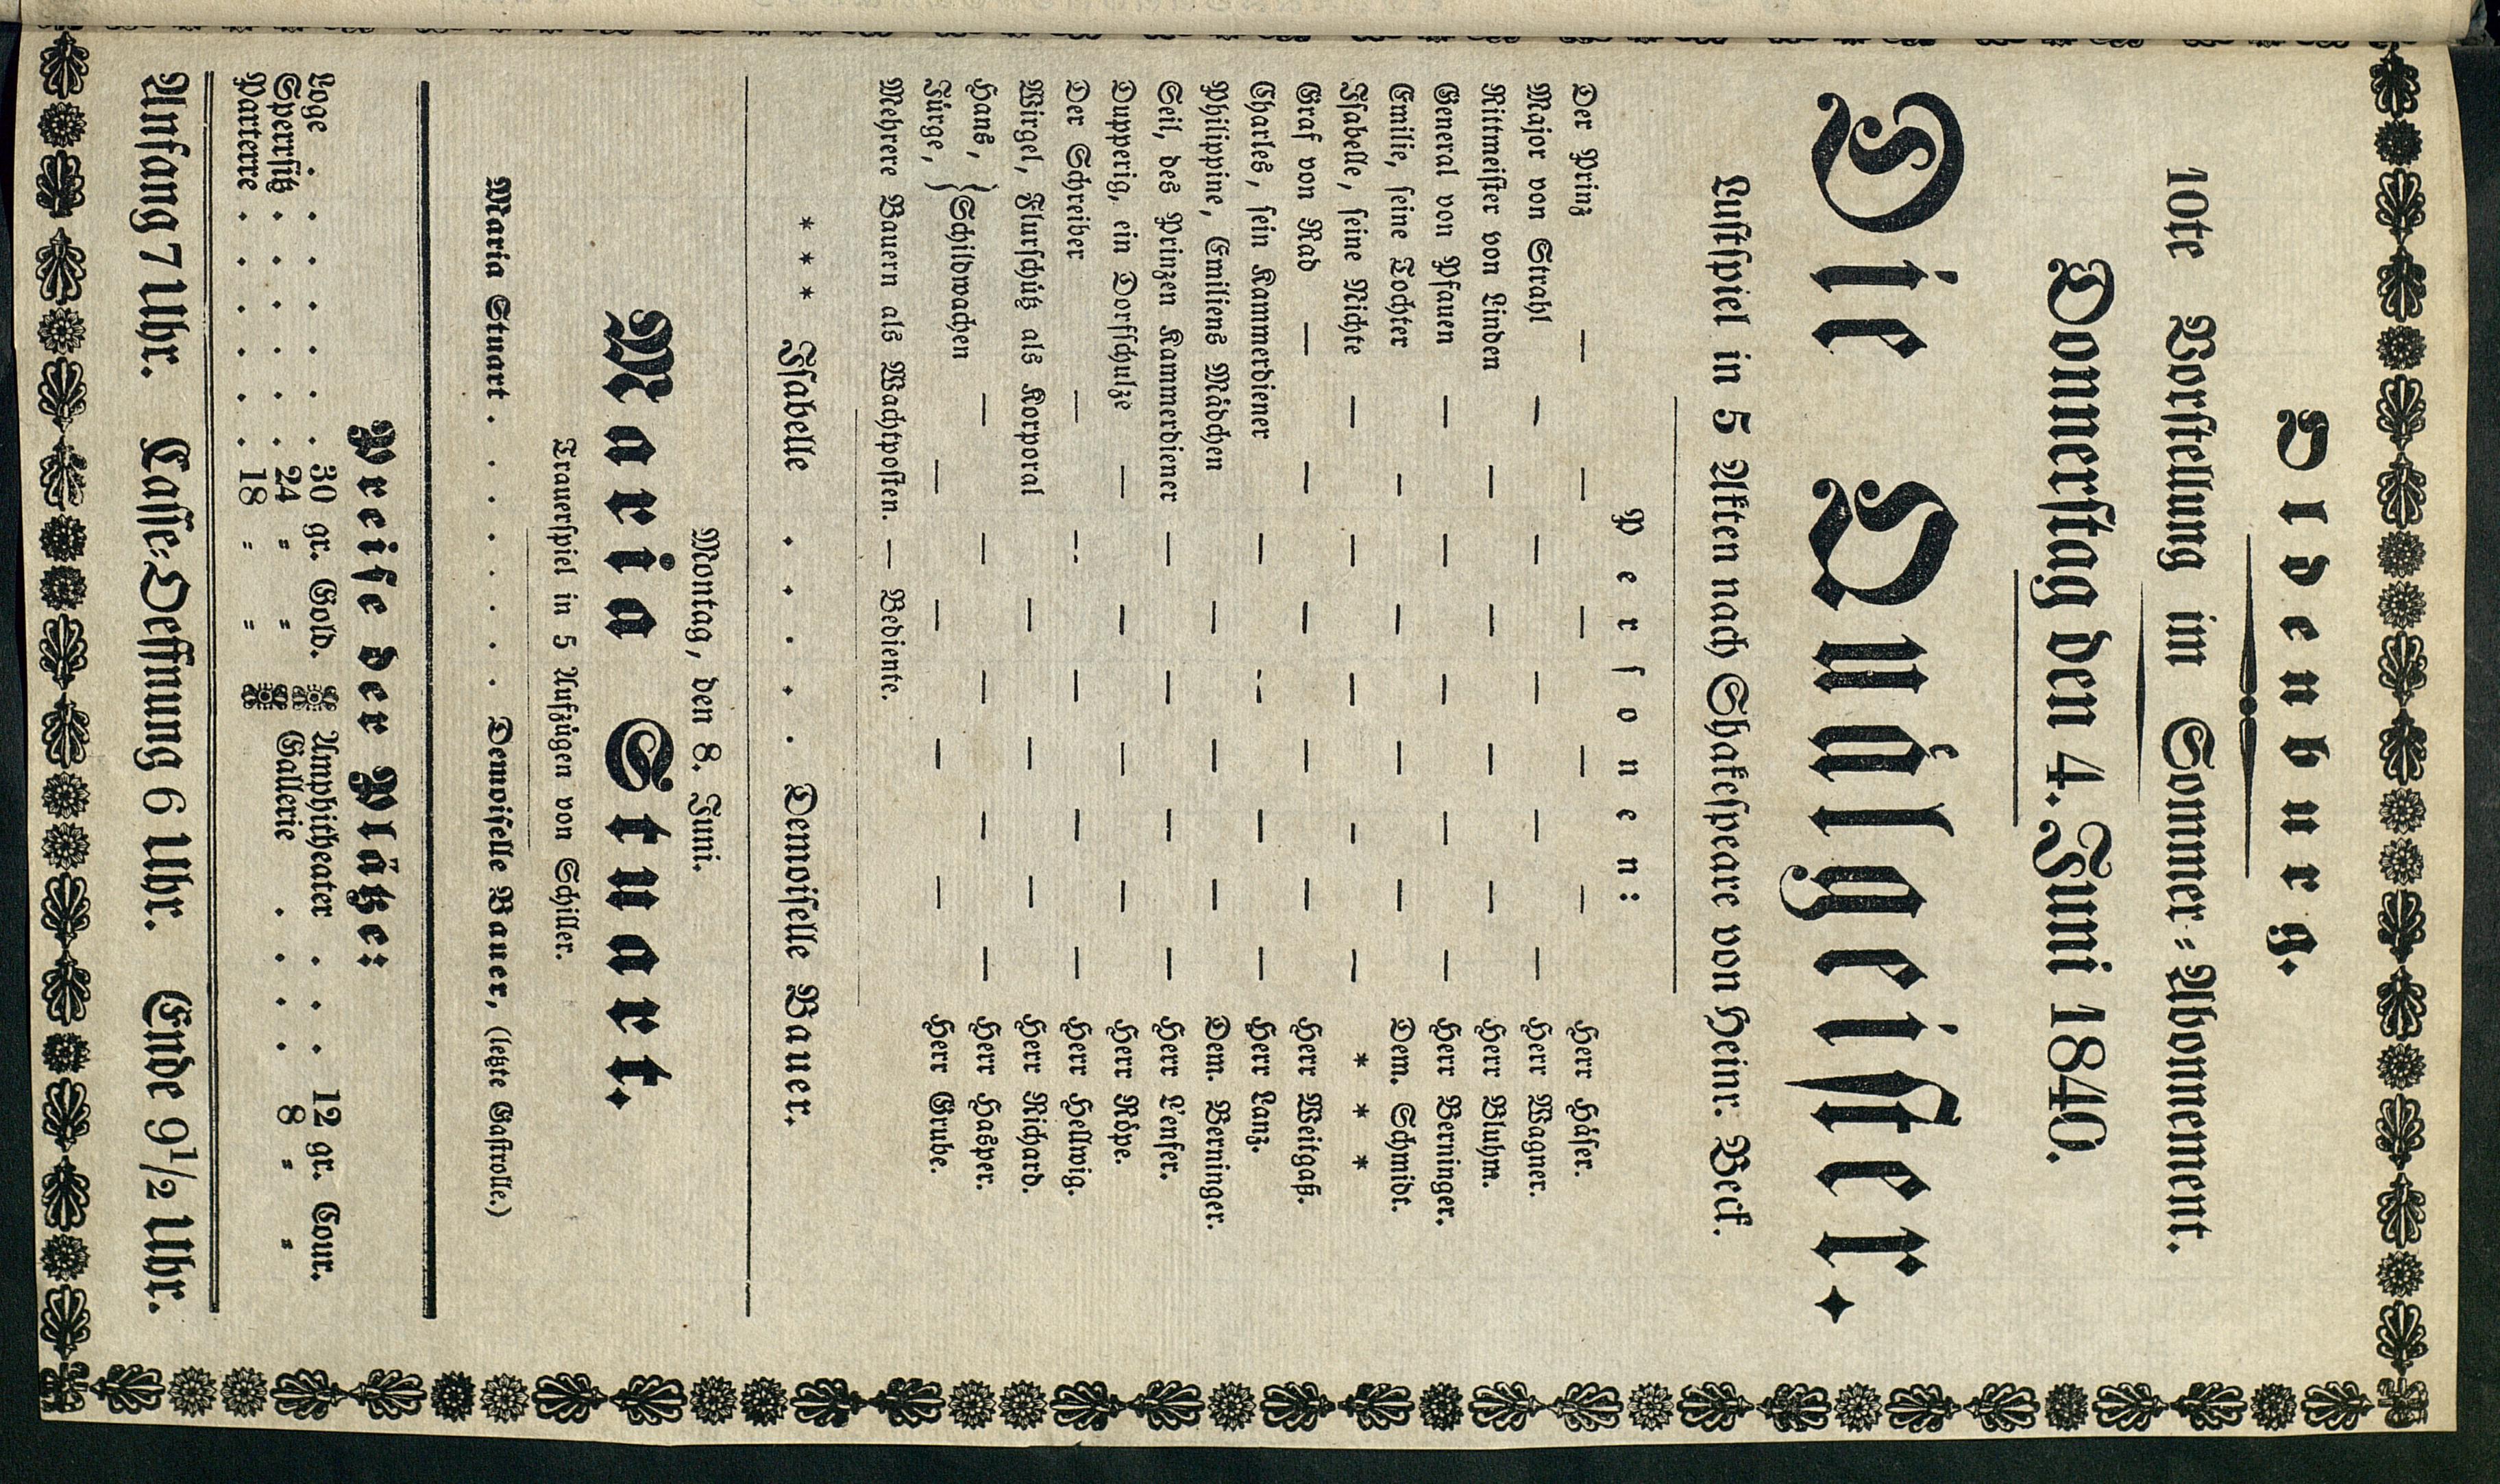 Oldenburg.
10te Vorstellung im Sommer-Abonnement.
Donnerstag den 4. Juni 1840.
Die Quälgeister.
Lustspiel in 5 Akten nach Shakespeare von Heinr. Beck.
Personen:
Der Prinz — — — — — Herr Häser.
Major von Strahl — — — — — Herr Wagner.
Rittmeister von Linden — — — — Herr Bluhm.
General von Pfauen — — — — — Herr Berninger.
Emilie, seine Tochter — — — — Dem. Schmidt.
Isabelle, seine Nichte — — — — — * * *
Graf von Rad — — — — — Herr Weitgaß.
Charles, sein Kammerdiener — — — — Herr Lanz.
Philippine, Emiliens Mädchen — — — Dem. Berninger.
Seil, des Prinzen Kammerdiener — — — — Herr L'enser.
Dupperig, ein Dorfschulze — — — — Herr Röpe.
Der Schreiber — — — — — Herr Hellwig.
Wirgel, Flurschütz als Korporal — — — Herr Richard.
Hans, } Schildwachen — — — — — Herr Hasper.
Jürge, } — — — — Herr Grube.
Mehrere Bauern als Wachtposten. — Bediente.
* * * Isabelle . . . . . Demoiselle Bauer.
Montag, den 8. Juni.
Maria Stuart.
Trauerspiel in 5 Aufzügen von Schiller.
Maria Stuart . . . . . . . Demoiselle Bauer, (letzte Gastrolle.)
Preise der Plätze:
Loge . . . . . . . 30 gr. Gold. Amphitheater . . . 12 gr. Cour.
Sperrsitz . . . . . . 24 " " Gallerie . . . . 8 " "
Parterre . . . . . . 18 " "
Anfang 7 Uhr. Casse-Oeffnung 6 Uhr. Ende 9 1/2 Uhr.